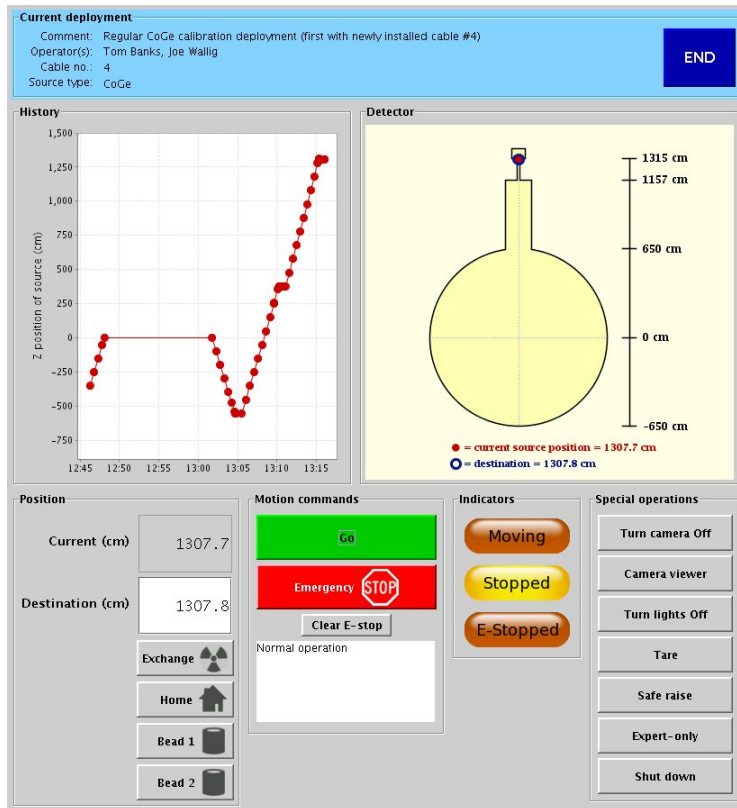 Current deployment
Comment: Regular CoGe calibration deployment (first with newly installed cable #4)
Operator(s): Tom Banks, Joe Wallig
Cable no.: 4
Source type: CoGe
END
History
1,500
1,250
1,000
750
500
250
0
-250
-500
-750
Z position of source (cm)
12:45 12:50 12:55 13:00 13:05 13:10 13:15
Detector
1315 cm
1157 cm
650 cm
0 cm
-650 cm
= current source position = 1307.7 cm
= destination = 1307.8 cm
Position
Current (cm) 1307.7
Destination (cm) 1307.8
Exchange
Home
Bead 1
Bead 2
Motion commands
Go
Emergency STOP
Clear E-stop
Normal operation
Indicators
Moving
Stopped
E-Stopped
Special operations
Turn camera Off
Camera viewer
Turn lights Off
Tare
Safe raise
Expert-only
Shut down